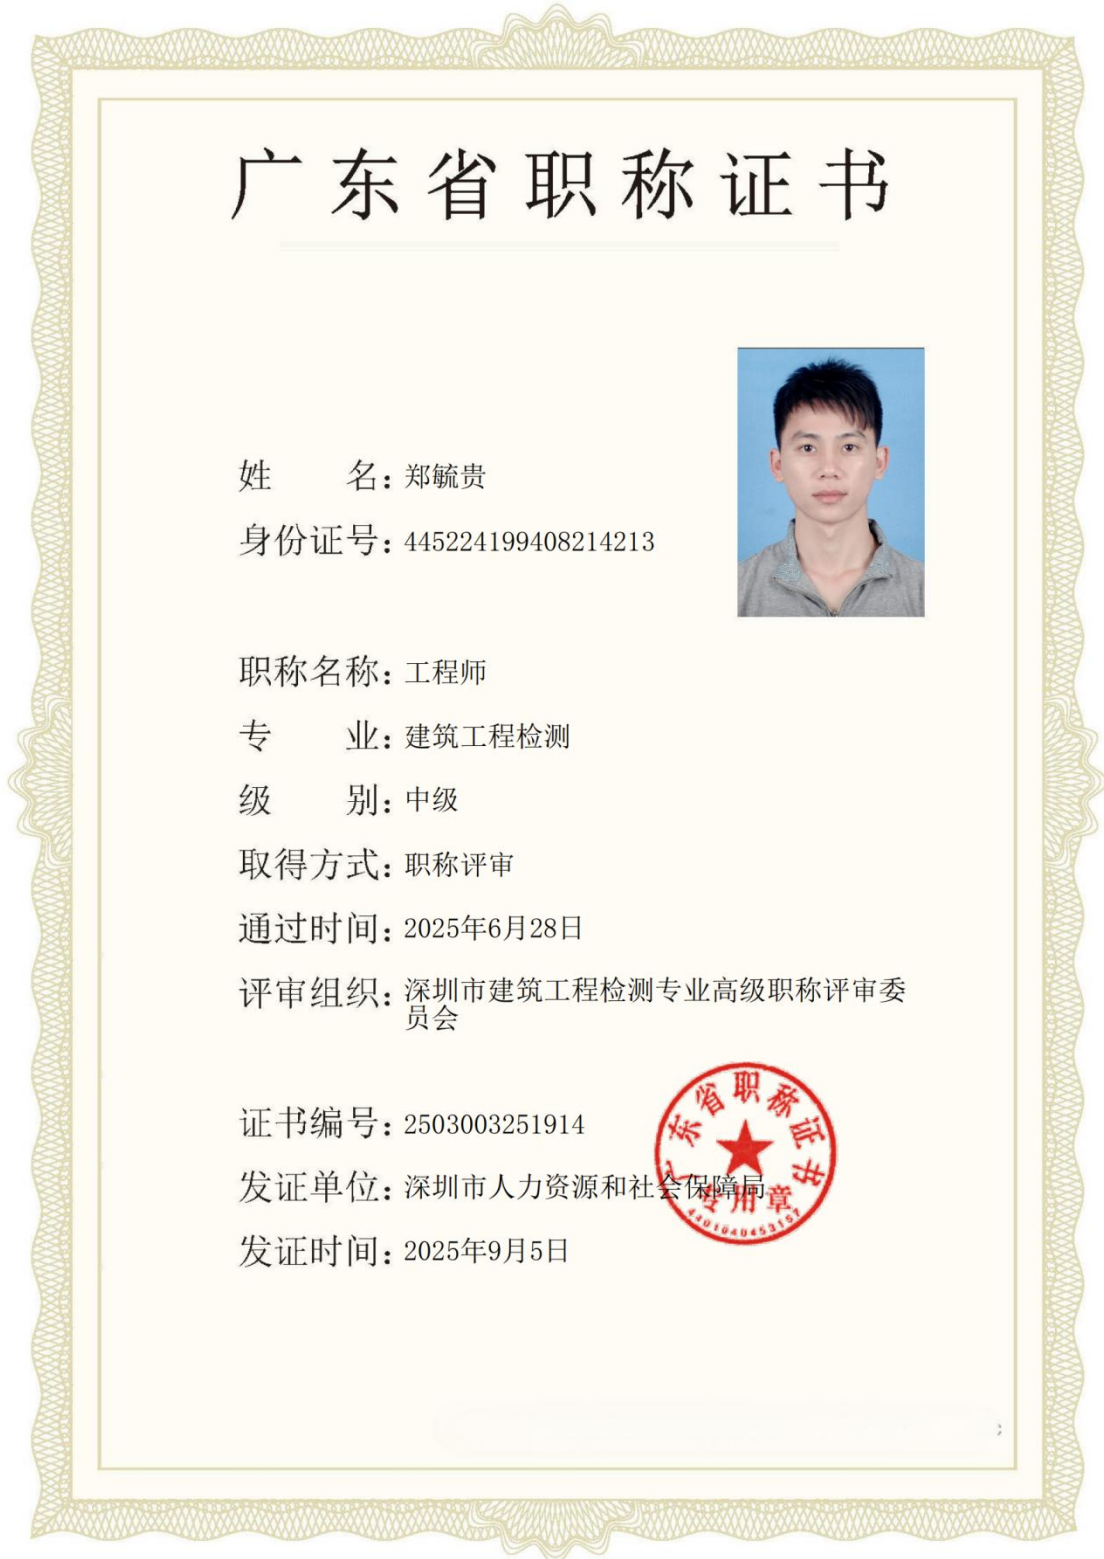 广东省职称证书
姓名：郑毓贵
身份证号：445224199408214213
职称名称：工程师
专业：建筑工程检测
级别：中级
取得方式：职称评审
通过时间：2025年6月28日
评审组织：深圳市建筑工程检测专业高级职称评审委
员会
证书编号：2503003251914
发证单位：深圳市人力资源和社会保障局
发证时间：2025年9月5日
广东省职称证书
专用章
4401040453157